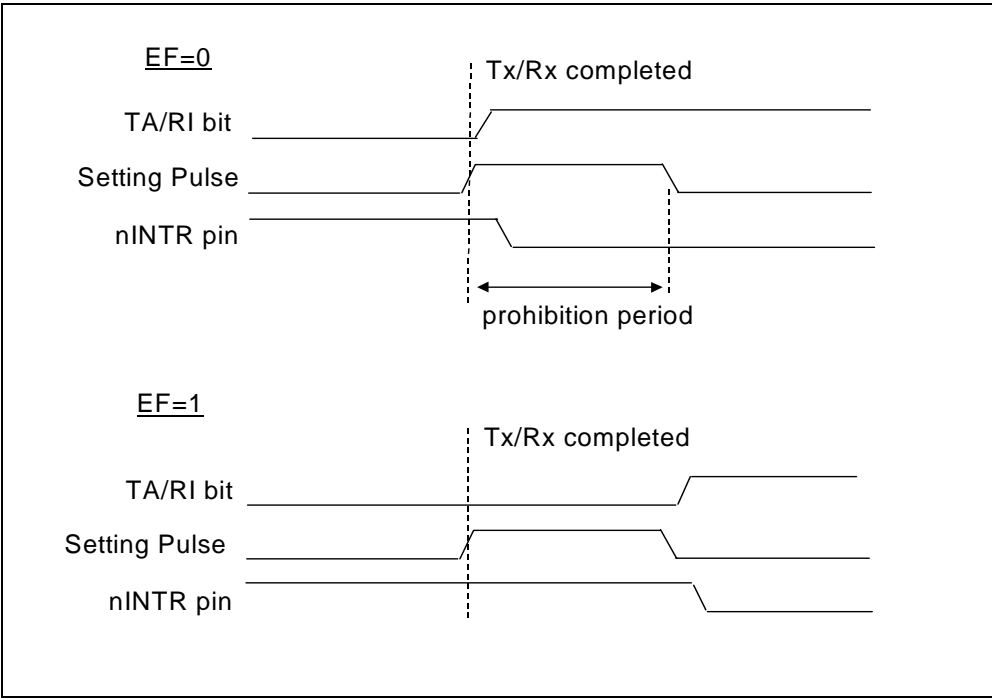 EF=0
Tx/Rx completed
TA/RI bit
Setting Pulse
nINTR pin
prohibition period
EF=1
Tx/Rx completed
TA/RI bit
Setting Pulse
nINTR pin